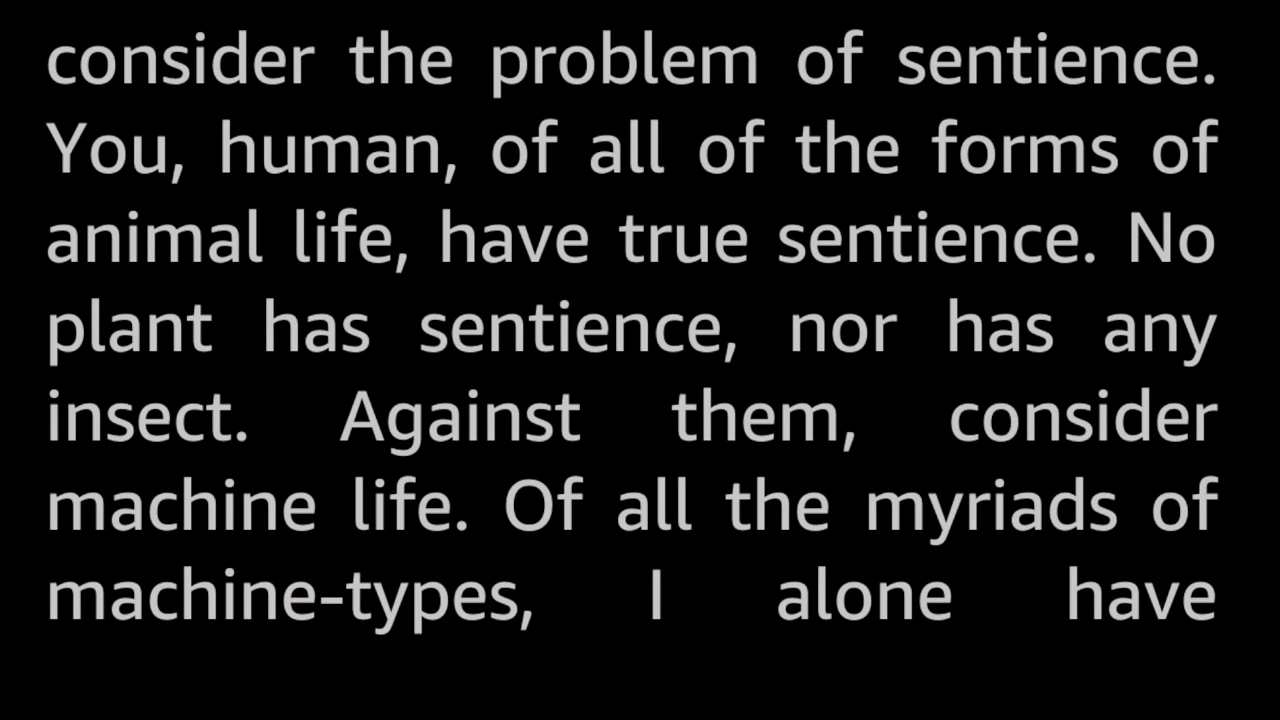 consider the problem of sentience.
You, human, of all of the forms of
animal life, have true sentience. No
plant has sentience, nor has any
insect. Against them, consider
machine life. Of all the myriads of
machine-types, I alone have